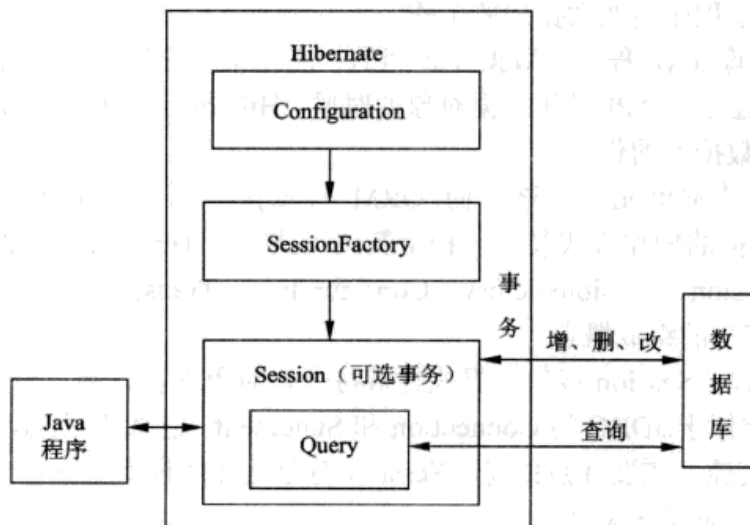 Hibernate
Configuration
SessionFactory
事
务
增、删、改
Session（可选事务）
数
据
库
Java
程序
Query
查询